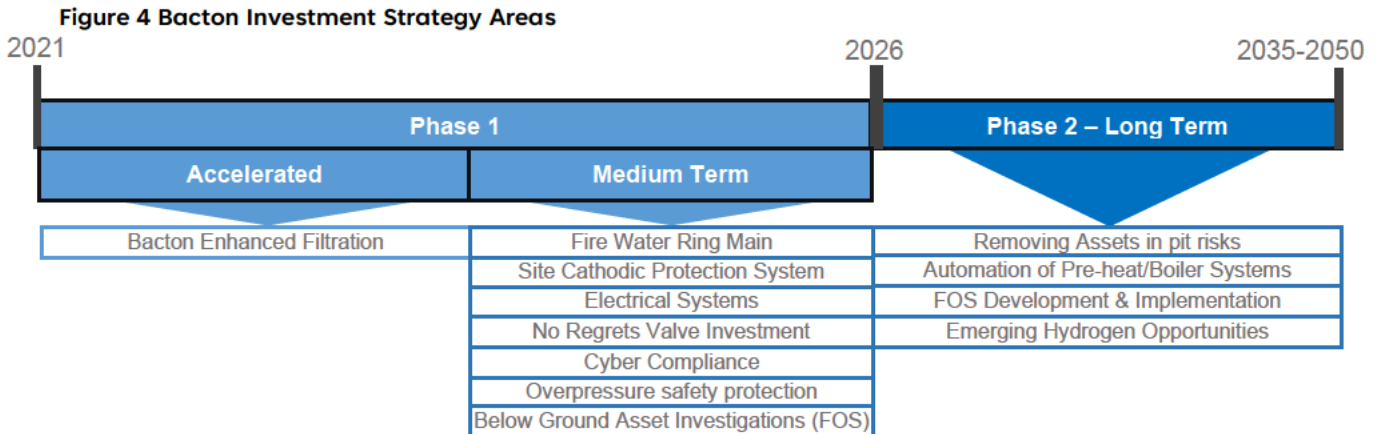 Figure 4 Bacton Investment Strategy Areas
2021
2026
2035-2050
Phase 1
Phase 2 – Long Term
Accelerated
Medium Term
Bacton Enhanced Filtration
Fire Water Ring Main
Site Cathodic Protection System
Electrical Systems
No Regrets Valve Investment
Cyber Compliance
Overpressure safety protection
Below Ground Asset Investigations (FOS)
Removing Assets in pit risks
Automation of Pre-heat/Boiler Systems
FOS Development & Implementation
Emerging Hydrogen Opportunities